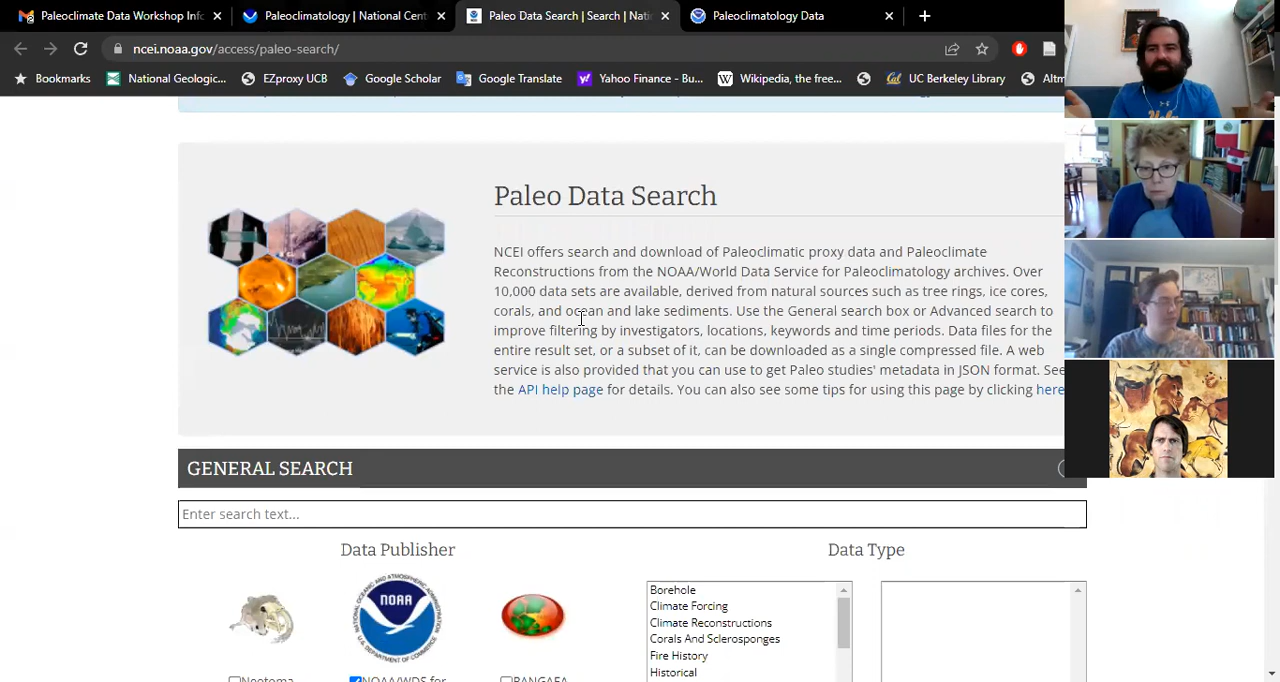 Paleoclimate Data Workshop Info
Paleoclimatology | National Cent
Paleo Data Search | Search | Nati
Paleoclimatology Data
ncei.noaa.gov/access/paleo-search/
Bookmarks
National Geologic...
EZproxy UCB
Google Scholar
Google Translate
Yahoo Finance - Bu...
Wikipedia, the free...
UC Berkeley Library
Altm
Paleo Data Search
NCEI offers search and download of Paleoclimatic proxy data and Paleoclimate
Reconstructions from the NOAA/World Data Service for Paleoclimatology archives. Over
10,000 data sets are available, derived from natural sources such as tree rings, ice cores,
corals, and ocean and lake sediments. Use the General search box or Advanced search to
improve filtering by investigators, locations, keywords and time periods. Data files for the
entire result set, or a subset of it, can be downloaded as a single compressed file. A web
service is also provided that you can use to get Paleo studies' metadata in JSON format. See
the API help page for details. You can also see some tips for using this page by clicking here
GENERAL SEARCH
Enter search text...
Data Publisher
Data Type
NOAA
Borehole
Climate Forcing
Climate Reconstructions
Corals And Sclerosponges
Fire History
Historical
Neotoma
NOAA/WDS for
PANGAEA